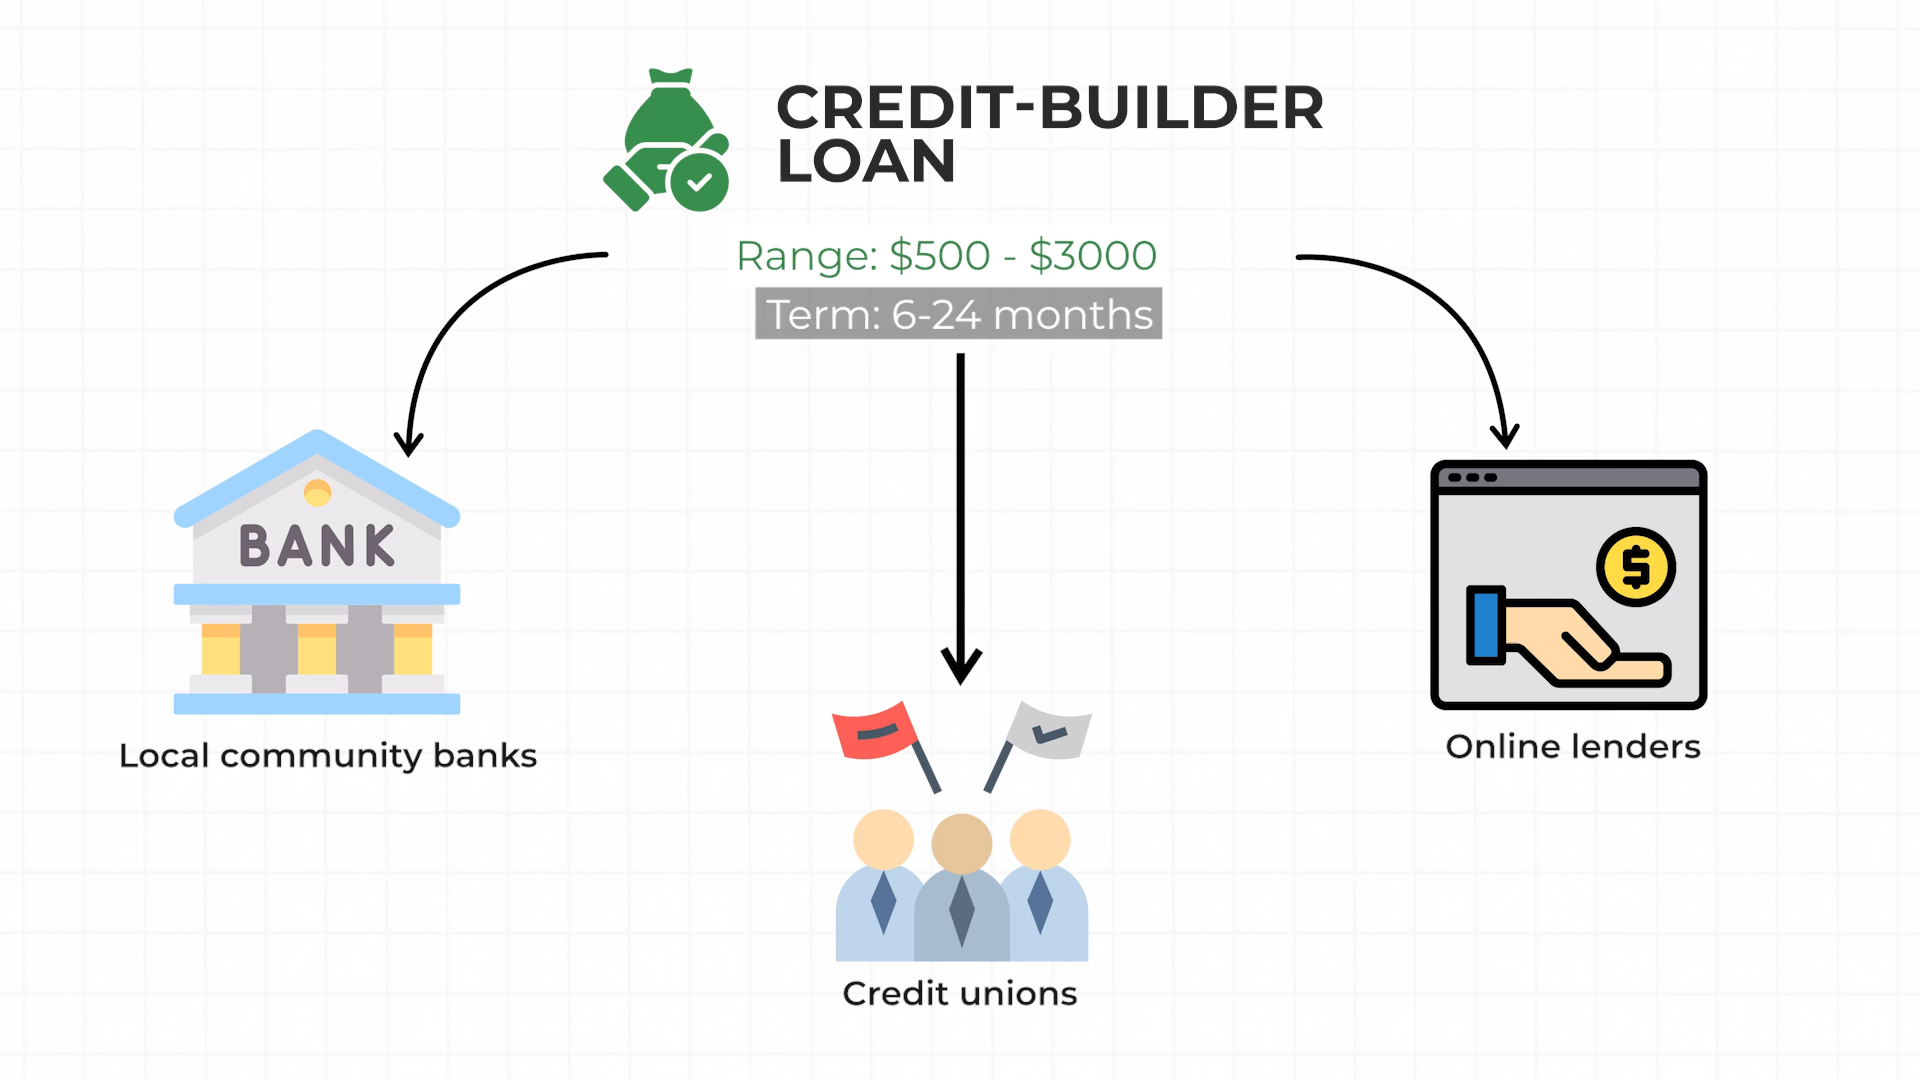 CREDIT-BUILDER
LOAN
Range: $500 - $3000
Term: 6-24 months
BANK
$
Local community banks
Online lenders
Credit unions